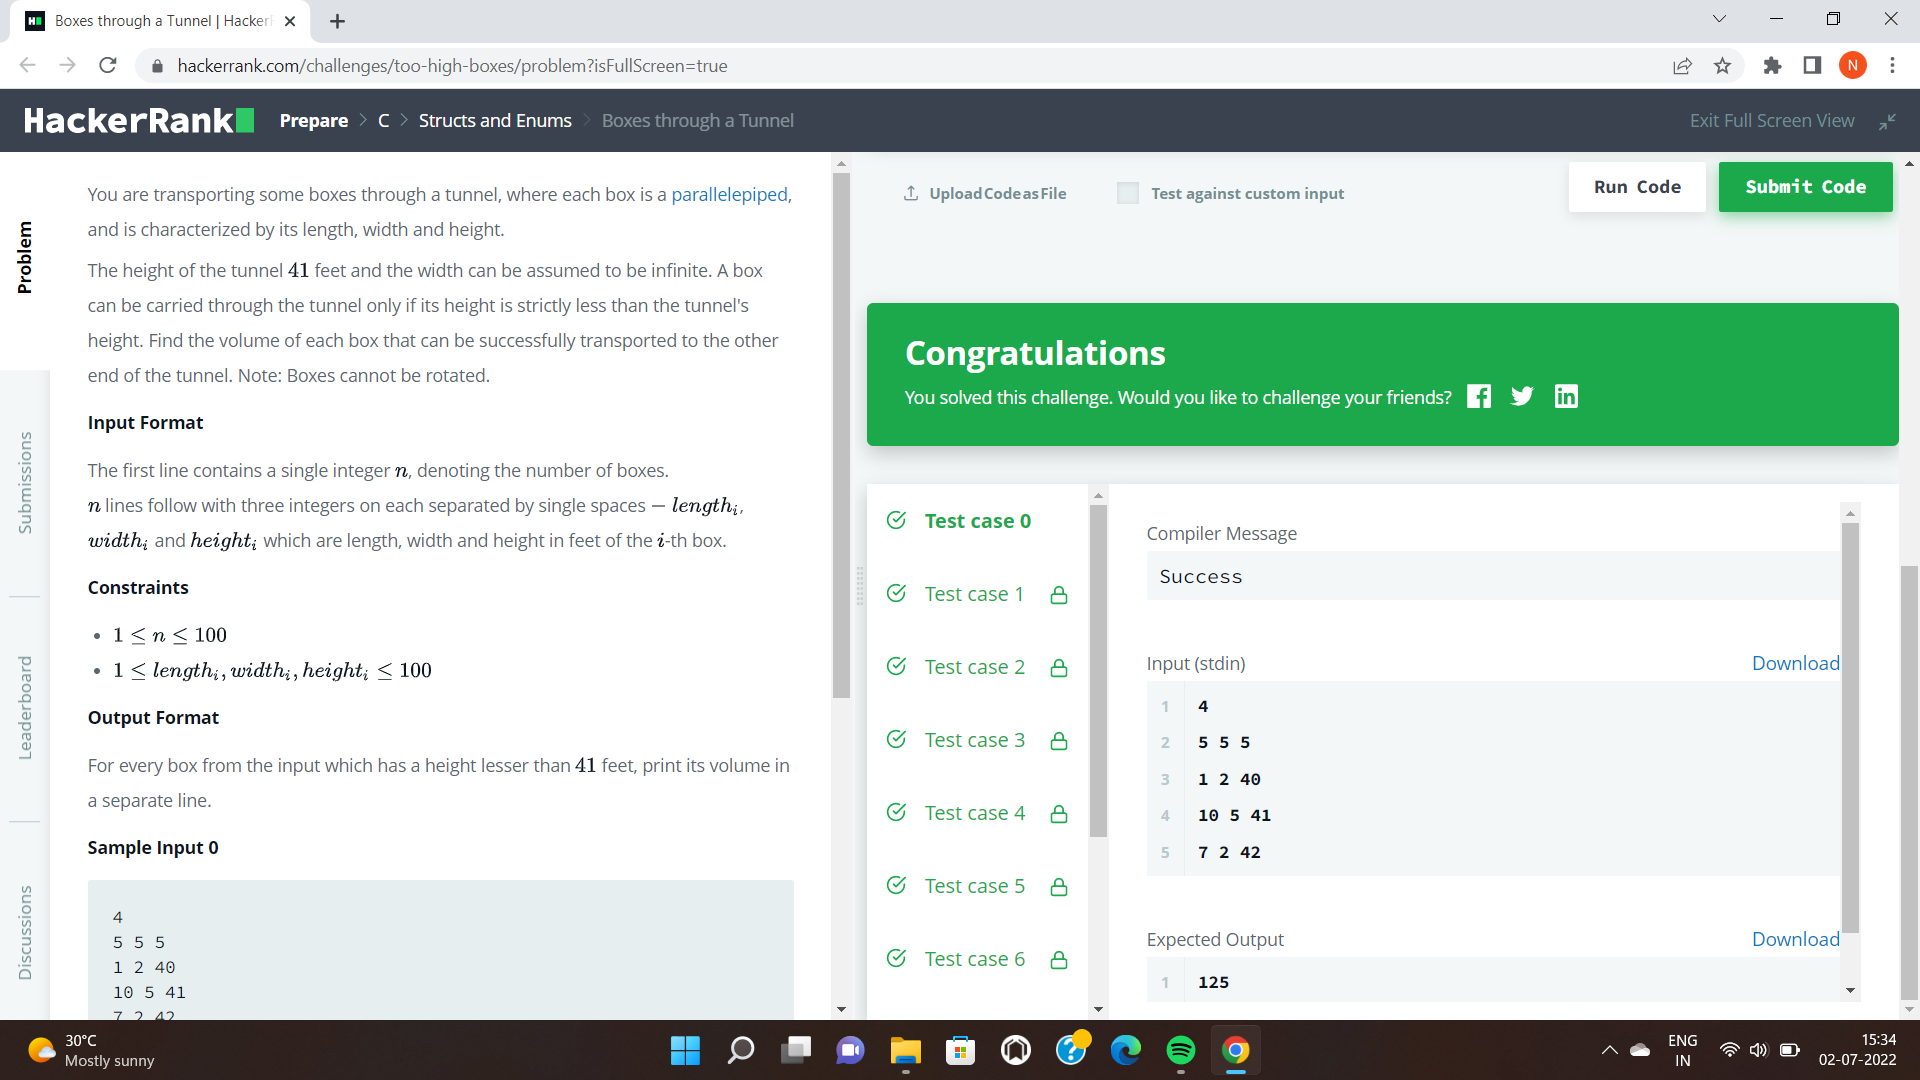 Boxes through a Tunnel | Hacker
hackerrank.com/challenges/too-high-boxes/problem?isFullScreen=true
N
HackerRank
Prepare > C > Structs and Enums > Boxes through a Tunnel
Exit Full Screen View
Problem
Submissions
Leaderboard
Discussions
You are transporting some boxes through a tunnel, where each box is a parallelepiped,
and is characterized by its length, width and height.
The height of the tunnel 41 feet and the width can be assumed to be infinite. A box
can be carried through the tunnel only if its height is strictly less than the tunnel's
height. Find the volume of each box that can be successfully transported to the other
end of the tunnel. Note: Boxes cannot be rotated.
Input Format
The first line contains a single integer n, denoting the number of boxes.
n lines follow with three integers on each separated by single spaces – lengthᵢ,
widthᵢ and heightᵢ which are length, width and height in feet of the i-th box.
Constraints
• 1 ≤ n ≤ 100
• 1 ≤ lengthᵢ, widthᵢ, heightᵢ ≤ 100
Output Format
For every box from the input which has a height lesser than 41 feet, print its volume in
a separate line.
Sample Input 0
4
5 5 5
1 2 40
10 5 41
7 2 42
Upload Code as File
Test against custom input
Run Code
Submit Code
Congratulations
You solved this challenge. Would you like to challenge your friends?
Test case 0
Test case 1
Test case 2
Test case 3
Test case 4
Test case 5
Test case 6
Compiler Message
Success
Input (stdin)
Download
1 4
2 5 5 5
3 1 2 40
4 10 5 41
5 7 2 42
Expected Output
Download
1 125
30°C
Mostly sunny
ENG
IN
15:34
02-07-2022